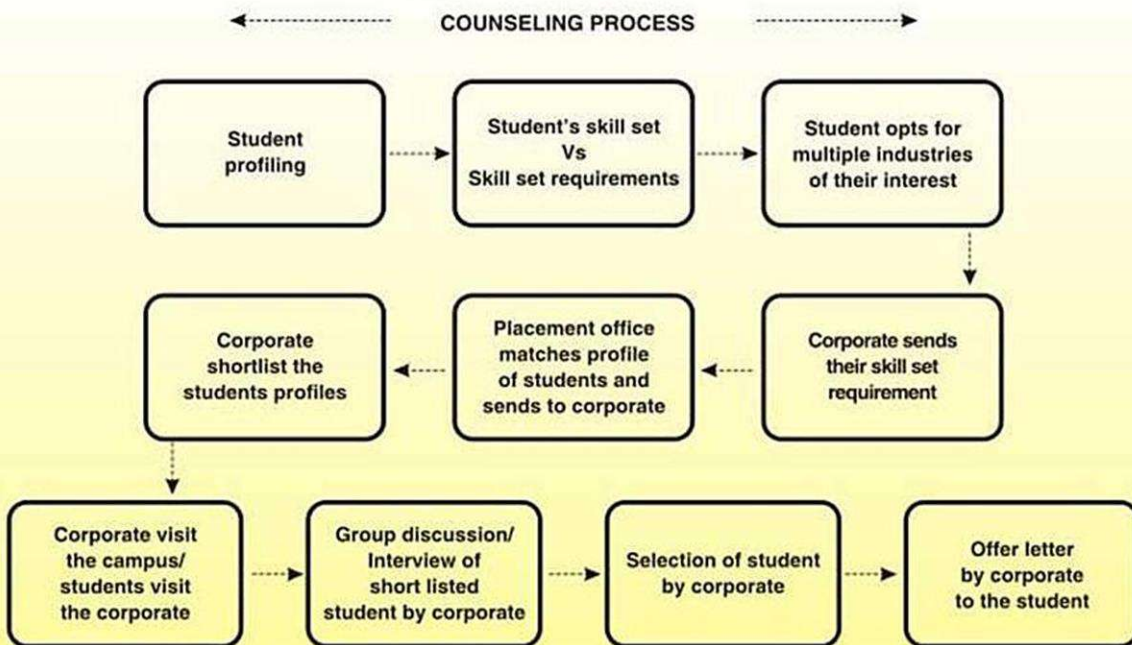 COUNSELING PROCESS
Student
profiling
Student's skill set
Vs
Skill set requirements
Student opts for
multiple industries
of their interest
Corporate sends
their skill set
requirement
Placement office
matches profile
of students and
sends to corporate
Corporate
shortlist the
students profiles
Corporate visit
the campus/
students visit
the corporate
Group discussion/
Interview of
short listed
student by corporate
Selection of student
by corporate
Offer letter
by corporate
to the student